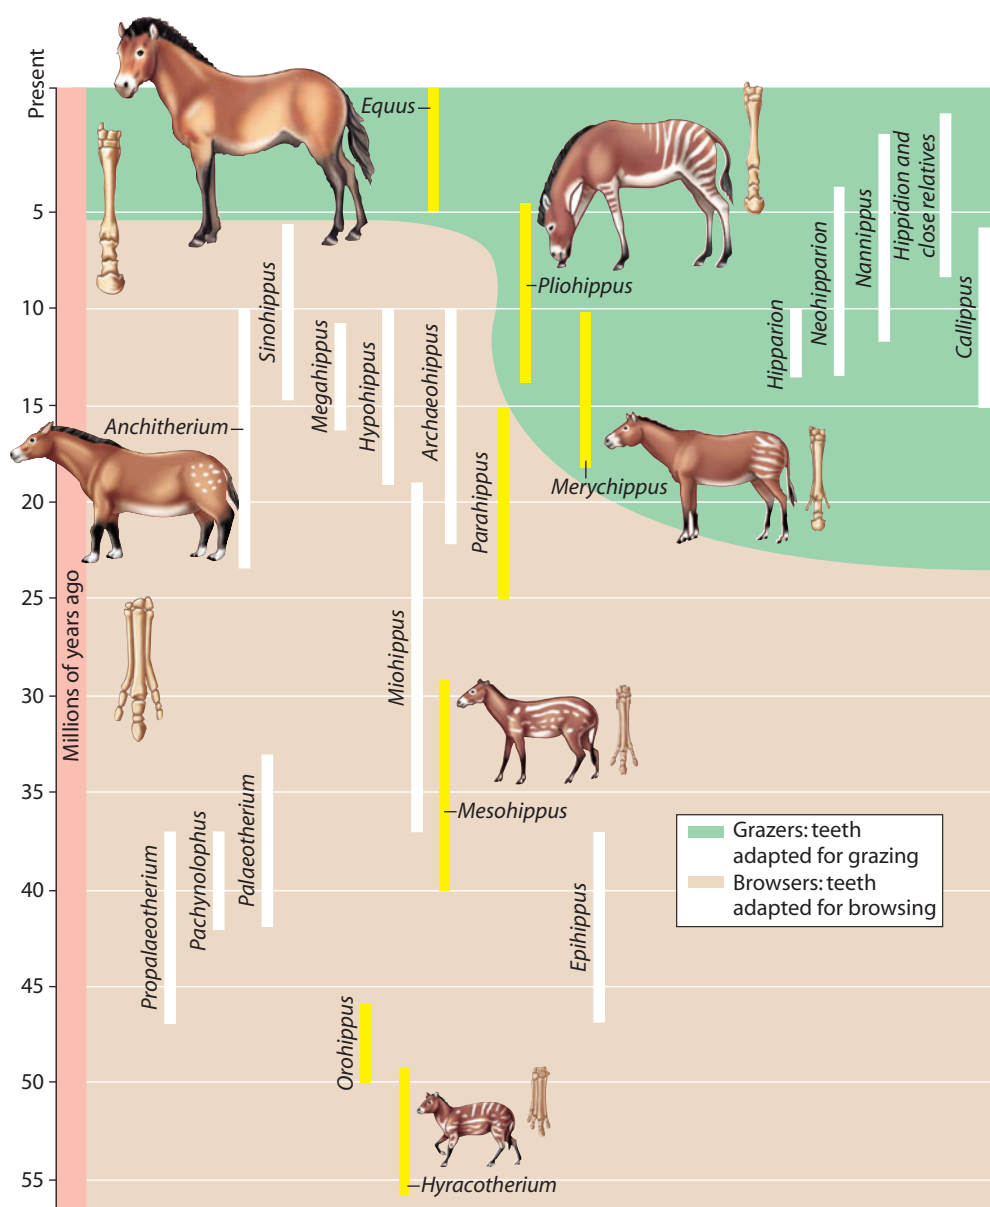 Present
5
10
15
20
25
30
35
40
45
50
55
Millions of years ago
Equus
Pliohippus
Hippidion and
close relatives
Nannippus
Neohipparion
Hipparion
Callippus
Sinohippus
Megahippus
Hypohippus
Archaeohippus
Anchitherium
Parahippus
Merychippus
Miohippus
Mesohippus
Palaeotherium
Pachynolophus
Propalaeotherium
Epihippus
Orohippus
Hyracotherium
Grazers: teeth
adapted for grazing
Browsers: teeth
adapted for browsing